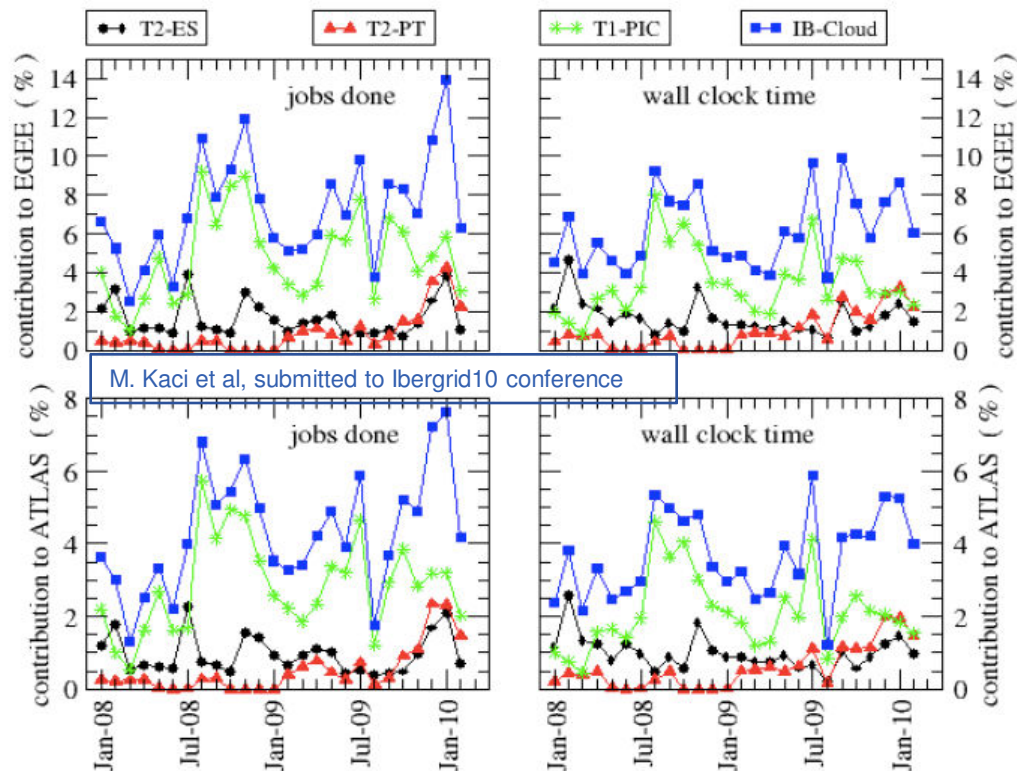 T2-ES T2-PT T1-PIC IB-Cloud
contribution to EGEE ( % )
14
12
10
8
6
4
2
0
jobs done
wall clock time
14
12
10
8
6
4
2
0
contribution to EGEE ( % )
M. Kaci et al, submitted to Ibergrid10 conference
contribution to ATLAS ( % )
8
6
4
2
0
jobs done
wall clock time
8
6
4
2
0
contribution to ATLAS ( % )
Jan-08
Jul-08
Jan-09
Jul-09
Jan-10
Jan-08
Jul-08
Jan-09
Jul-09
Jan-10